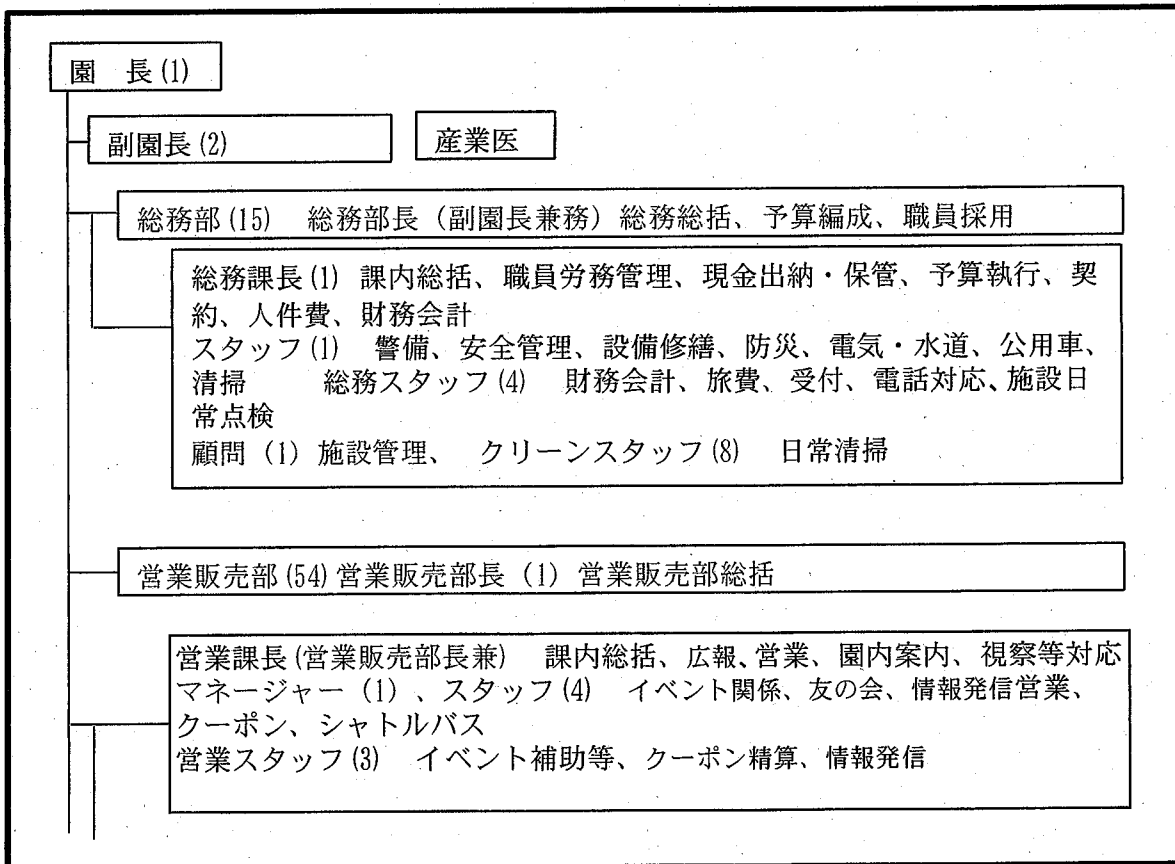 園　長(1)
副園長(2)
産業医
総務部(15)　総務部長（副園長兼務）総務総括、予算編成、職員採用
総務課長(1)　課内総括、職員労務管理、現金出納・保管、予算執行、契
約、人件費、財務会計
スタッフ(1)　警備、安全管理、設備修繕、防災、電気・水道、公用車、
清掃　　総務スタッフ(4)　財務会計、旅費、受付、電話対応、施設日
常点検
顧問（1）施設管理、　クリーンスタッフ(8)　日常清掃
営業販売部(54)営業販売部長（1）営業販売部総括
営業課長(営業販売部長兼)　課内総括、広報、営業、園内案内、視察等対応
マネージャー（1）、スタッフ(4)　イベント関係、友の会、情報発信営業、
クーポン、シャトルバス
営業スタッフ(3)　イベント補助等、クーポン精算、情報発信